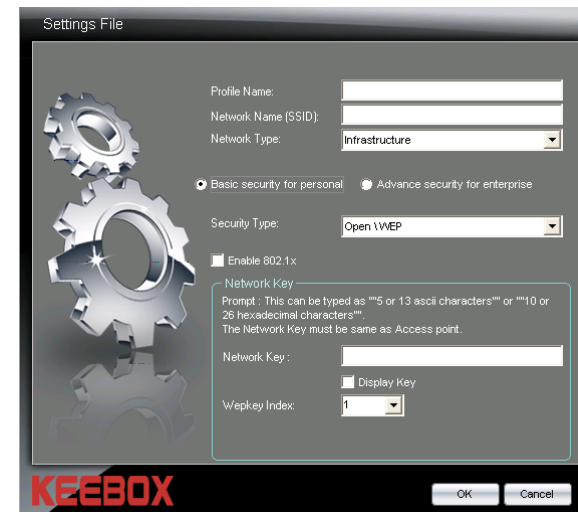 Settings File
Profile Name:
Network Name (SSID):
Network Type: Infrastructure
Basic security for personal Advance security for enterprise
Security Type: Open \ WEP
Enable 802.1x
Network Key
Prompt : This can be typed as ""5 or 13 ascii characters"" or ""10 or
26 hexadecimal characters"".
The Network Key must be same as Access point.
Network Key :
Display Key
Wepkey Index: 1
KEEBOX
OK Cancel